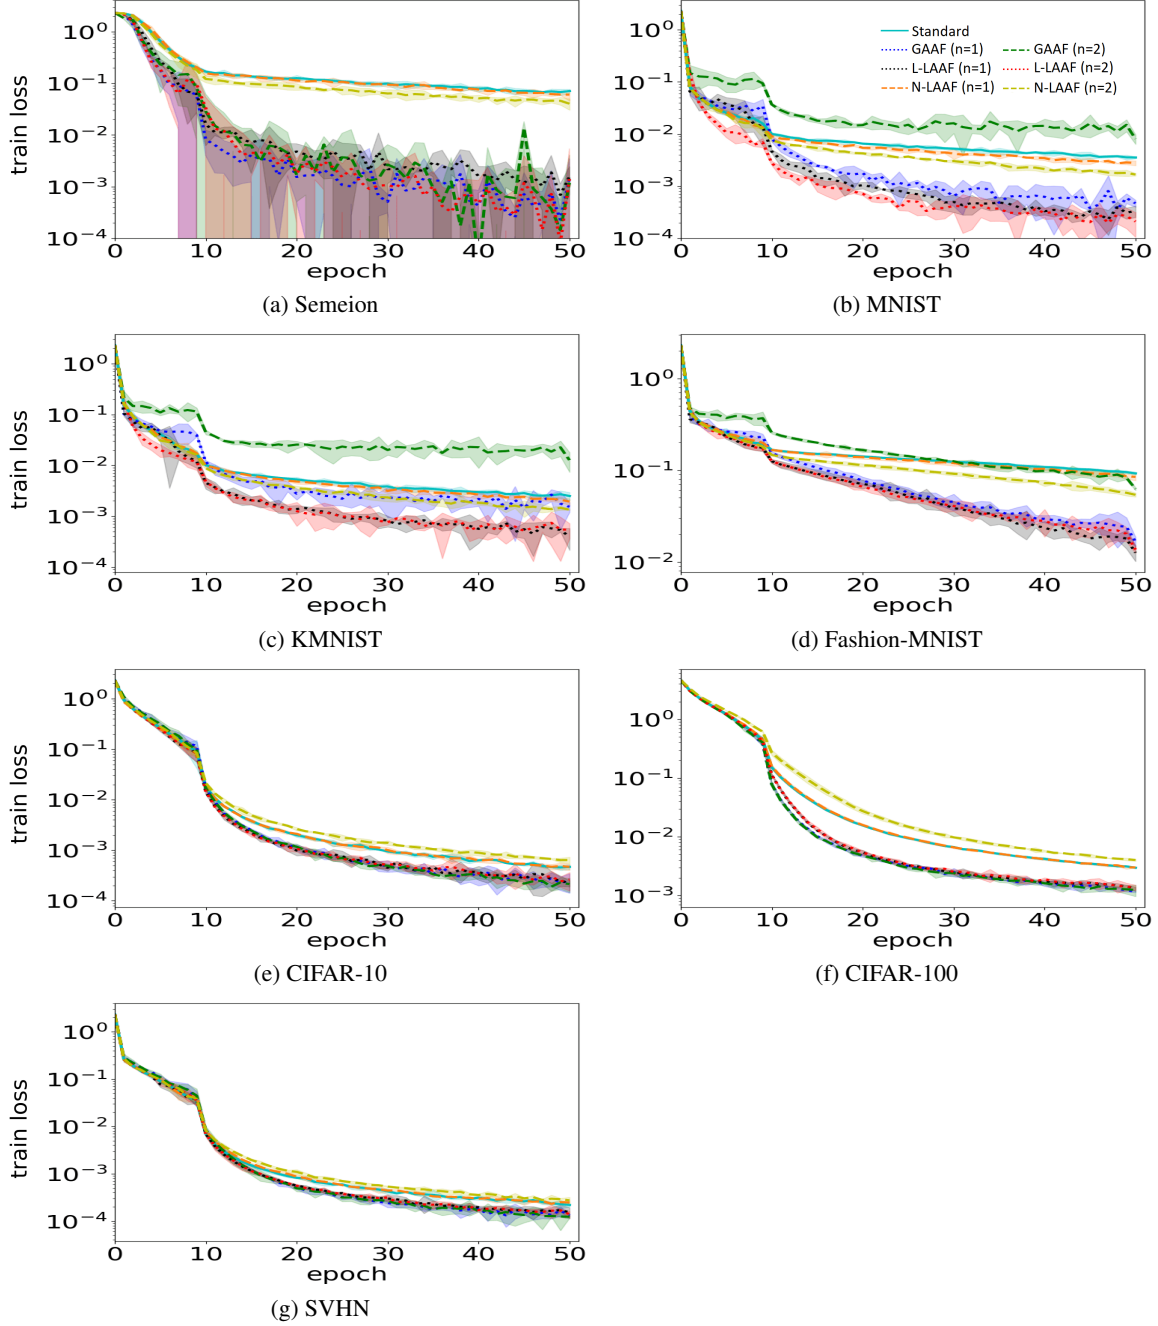 train loss
10⁰
10⁻¹
10⁻²
10⁻³
10⁻⁴
0 10 20 30 40 50
epoch
(a) Semeion
10⁰
10⁻¹
10⁻²
10⁻³
10⁻⁴
0 10 20 30 40 50
epoch
Standard
GAAF (n=1) GAAF (n=2)
L-LAAF (n=1) L-LAAF (n=2)
N-LAAF (n=1) N-LAAF (n=2)
(b) MNIST
train loss
10⁰
10⁻¹
10⁻²
10⁻³
10⁻⁴
0 10 20 30 40 50
epoch
(c) KMNIST
10⁰
10⁻¹
10⁻²
0 10 20 30 40 50
epoch
(d) Fashion-MNIST
train loss
10⁰
10⁻¹
10⁻²
10⁻³
10⁻⁴
0 10 20 30 40 50
epoch
(e) CIFAR-10
10⁰
10⁻¹
10⁻²
10⁻³
0 10 20 30 40 50
epoch
(f) CIFAR-100
train loss
10⁰
10⁻¹
10⁻²
10⁻³
10⁻⁴
0 10 20 30 40 50
epoch
(g) SVHN